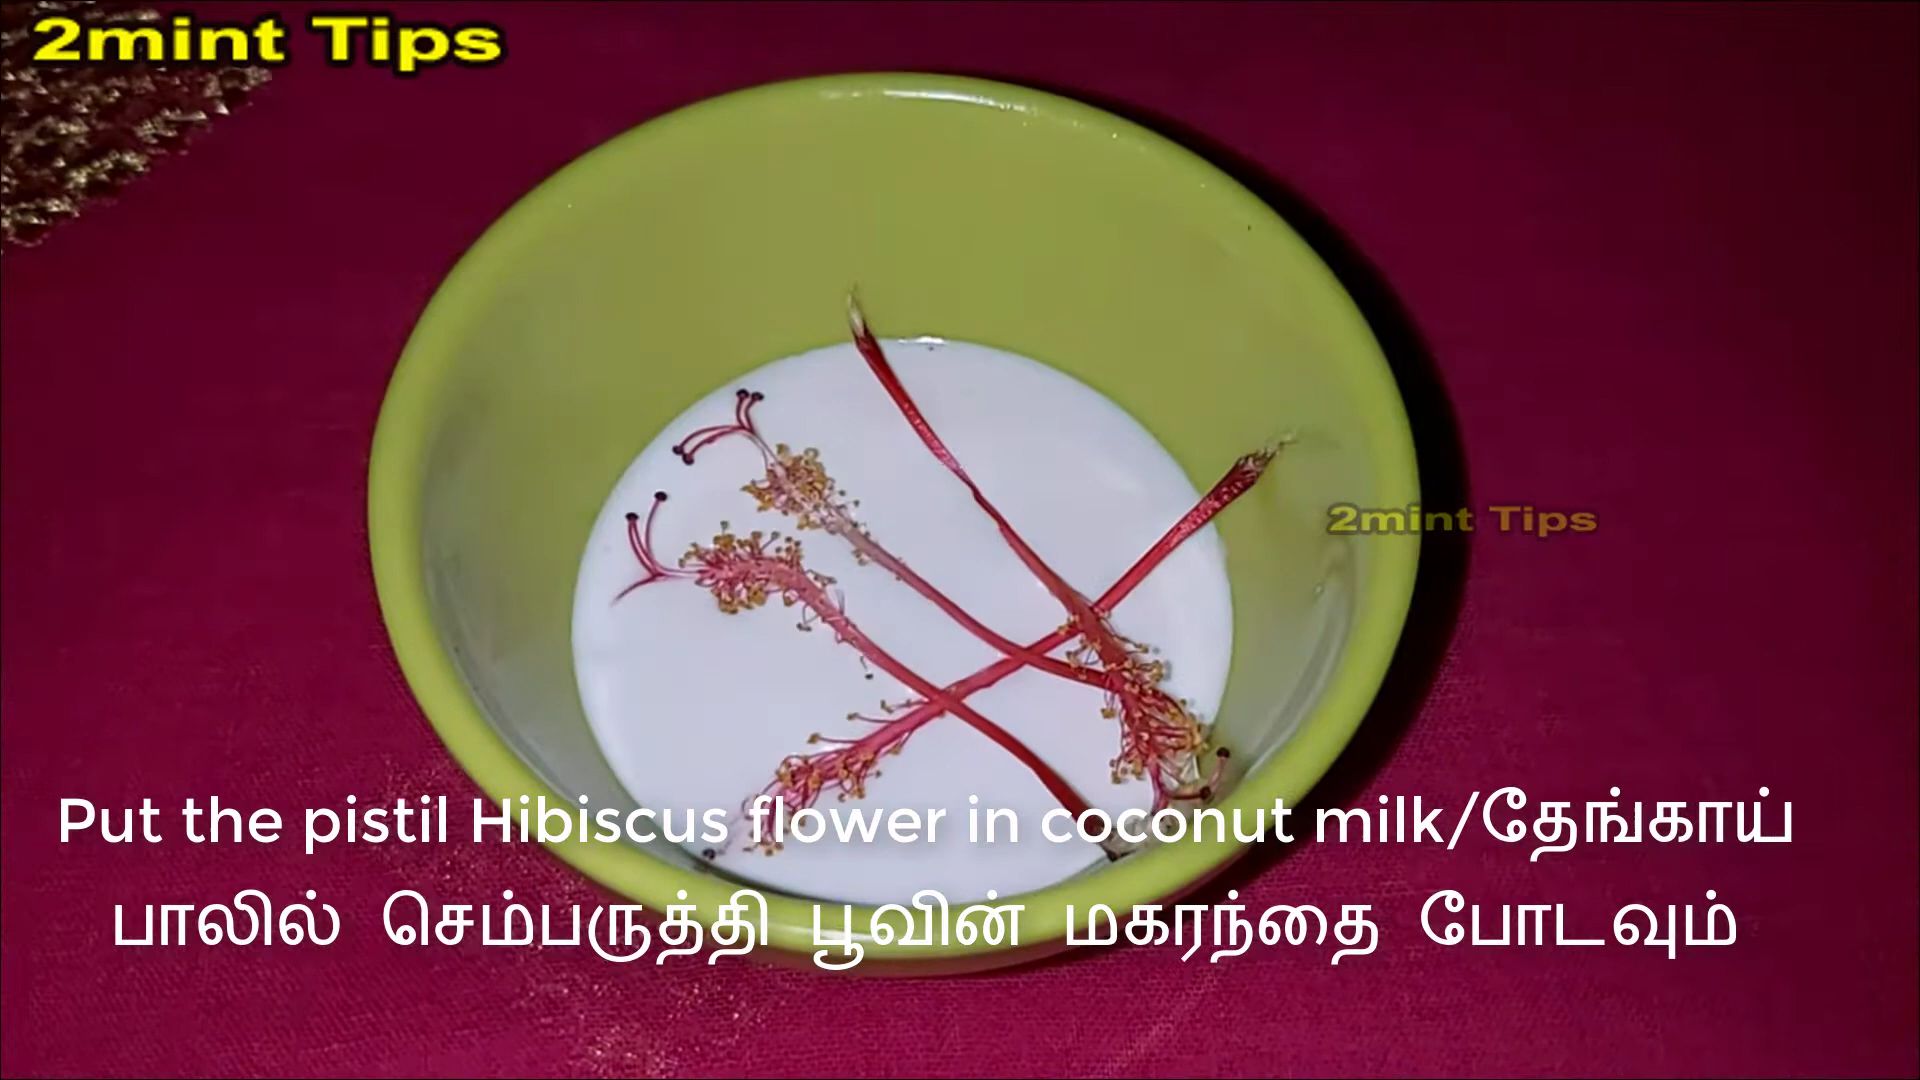 2mint Tips
2mint Tips
Put the pistil Hibiscus flower in coconut milk/தேங்காய்
பாலில் செம்பருத்தி பூவின் மகரந்தை போடவும்